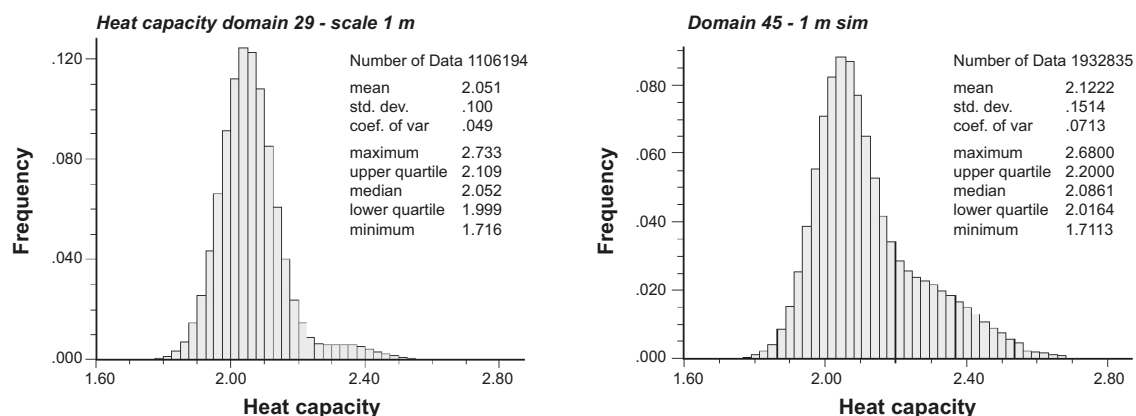 Heat capacity domain 29 - scale 1 m
Number of Data 1106194
mean 2.051
std. dev. .100
coef. of var .049
maximum 2.733
upper quartile 2.109
median 2.052
lower quartile 1.999
minimum 1.716
Frequency
.120
.080
.040
.000
1.60 2.00 2.40 2.80
Heat capacity
Domain 45 - 1 m sim
Number of Data 1932835
mean 2.1222
std. dev. .1514
coef. of var .0713
maximum 2.6800
upper quartile 2.2000
median 2.0861
lower quartile 2.0164
minimum 1.7113
Frequency
.080
.060
.040
.020
.000
1.60 2.00 2.40 2.80
Heat capacity